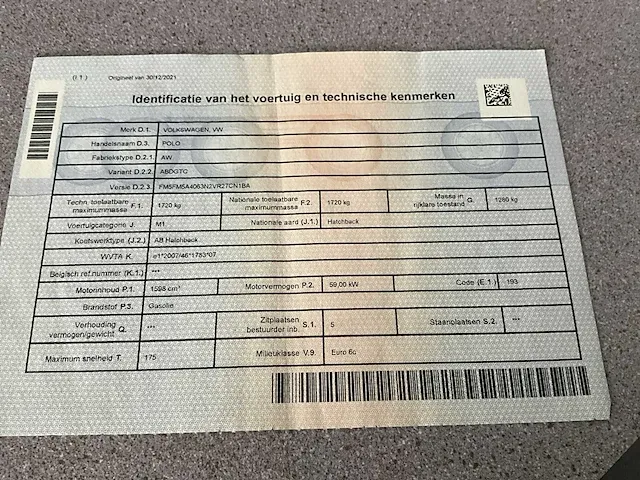 (I.1.) Origineel van 30/12/2021
Identificatie van het voertuig en technische kenmerken
Merk D.1. VOLKSWAGEN, VW
Handelsnaam D.3. POLO
Fabriekstype D.2.1. AW
Variant D.2.2. ABDGTC
Versie D.2.3. FM5FM5A4063N2VR27CN1BA
Techn. toelaatbare maximummassa F.1. 1720 kg Nationale toelaatbare maximummassa F.2. 1720 kg Massa in rijklare toestand G. 1280 kg
Voertuigcategorie J. M1 Nationale aard (J.1.) Hatchback
Koetswerktype (J.2.) AB Hatchback
WVTA K. e1*2007/46*1783*07
Belgisch ref.nummer (K.1.) ***
Motorinhoud P.1. 1598 cm³ Motorvermogen P.2. 59,00 kW Code (E.1.) 193
Brandstof P.3. Gasolie
Verhouding vermogen/gewicht Q. *** Zitplaatsen bestuurder inb. S.1. 5 Staanplaatsen S.2. ***
Maximum snelheid T. 175 Milieuklasse V.9. Euro 6c